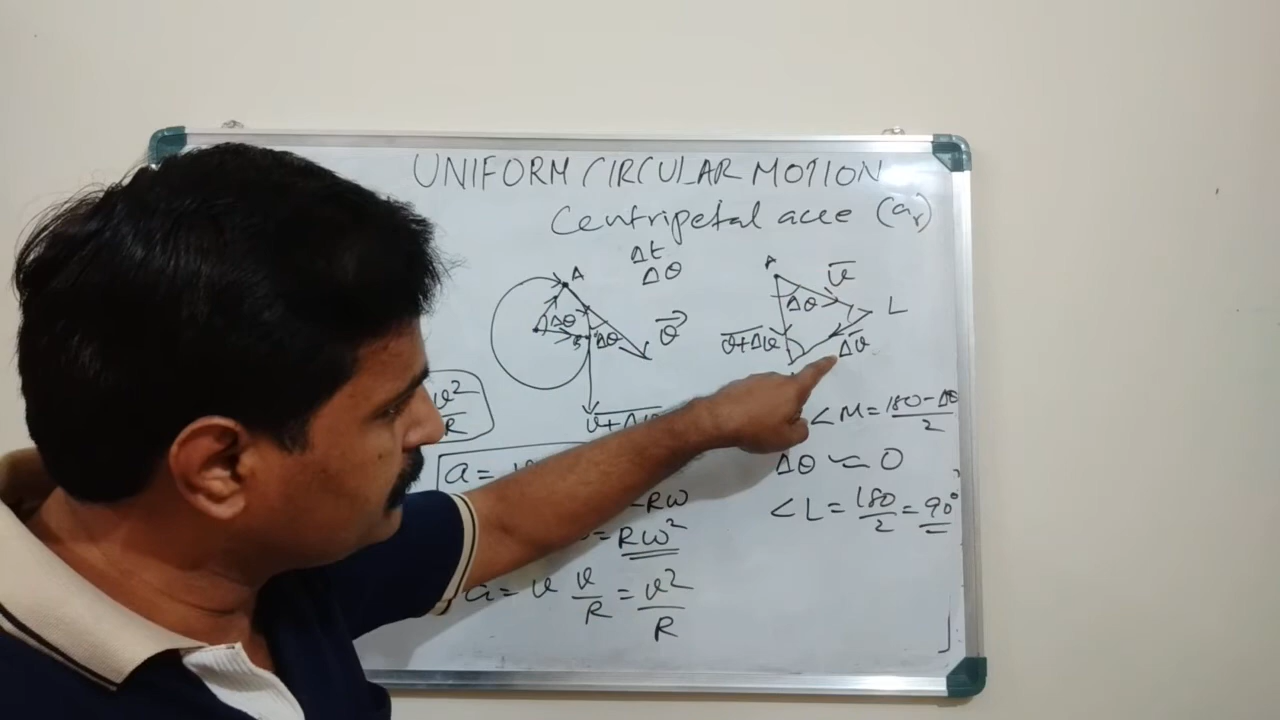 UNIFORM CIRCULAR MOTION
Centripetal acce (aᵣ)
Δt
Δθ
A
Δθ
B
Δθ
v⃗
v+Δv
A
v̅
Δθ
L
v+Δv
Δv
v²/R
a =
= Rω
= Rω²
a = v v/R = v²/R
∠M = 180-Δθ/2
Δθ ≃ 0
∠L = 180/2 = 90°